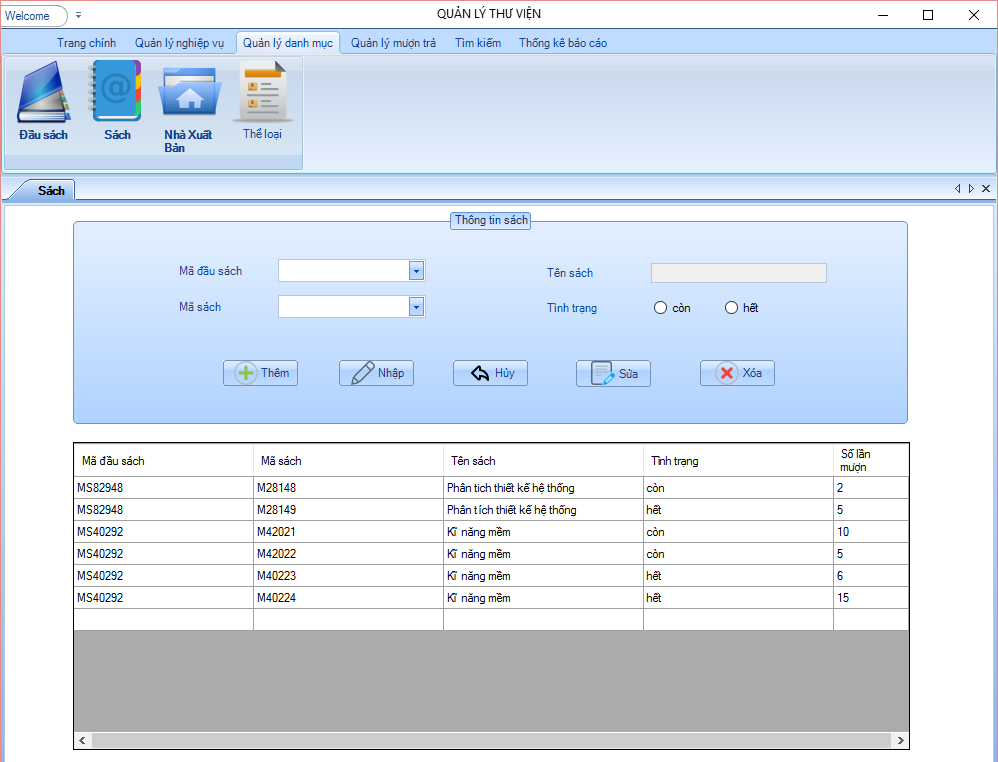 Welcome
QUẢN LÝ THƯ VIỆN
Trang chính Quản lý nghiệp vụ Quản lý danh mục Quản lý mượn trả Tìm kiếm Thống kê báo cáo
Đầu sách Sách Nhà Xuất Bản Thể loại
Sách
Thông tin sách
Mã đầu sách Tên sách
Mã sách Tình trạng còn hết
Thêm Nhập Hủy Sửa Xóa
Mã đầu sách Mã sách Tên sách Tình trạng Số lần mượn
MS82948 M28148 Phân tich thiết kế hệ thống còn 2
MS82948 M28149 Phân tích thiết kế hệ thống hết 5
MS40292 M42021 Kĩ năng mềm còn 10
MS40292 M42022 Kĩ năng mềm còn 5
MS40292 M40223 Kĩ năng mềm hết 6
MS40292 M40224 Kĩ năng mềm hết 15